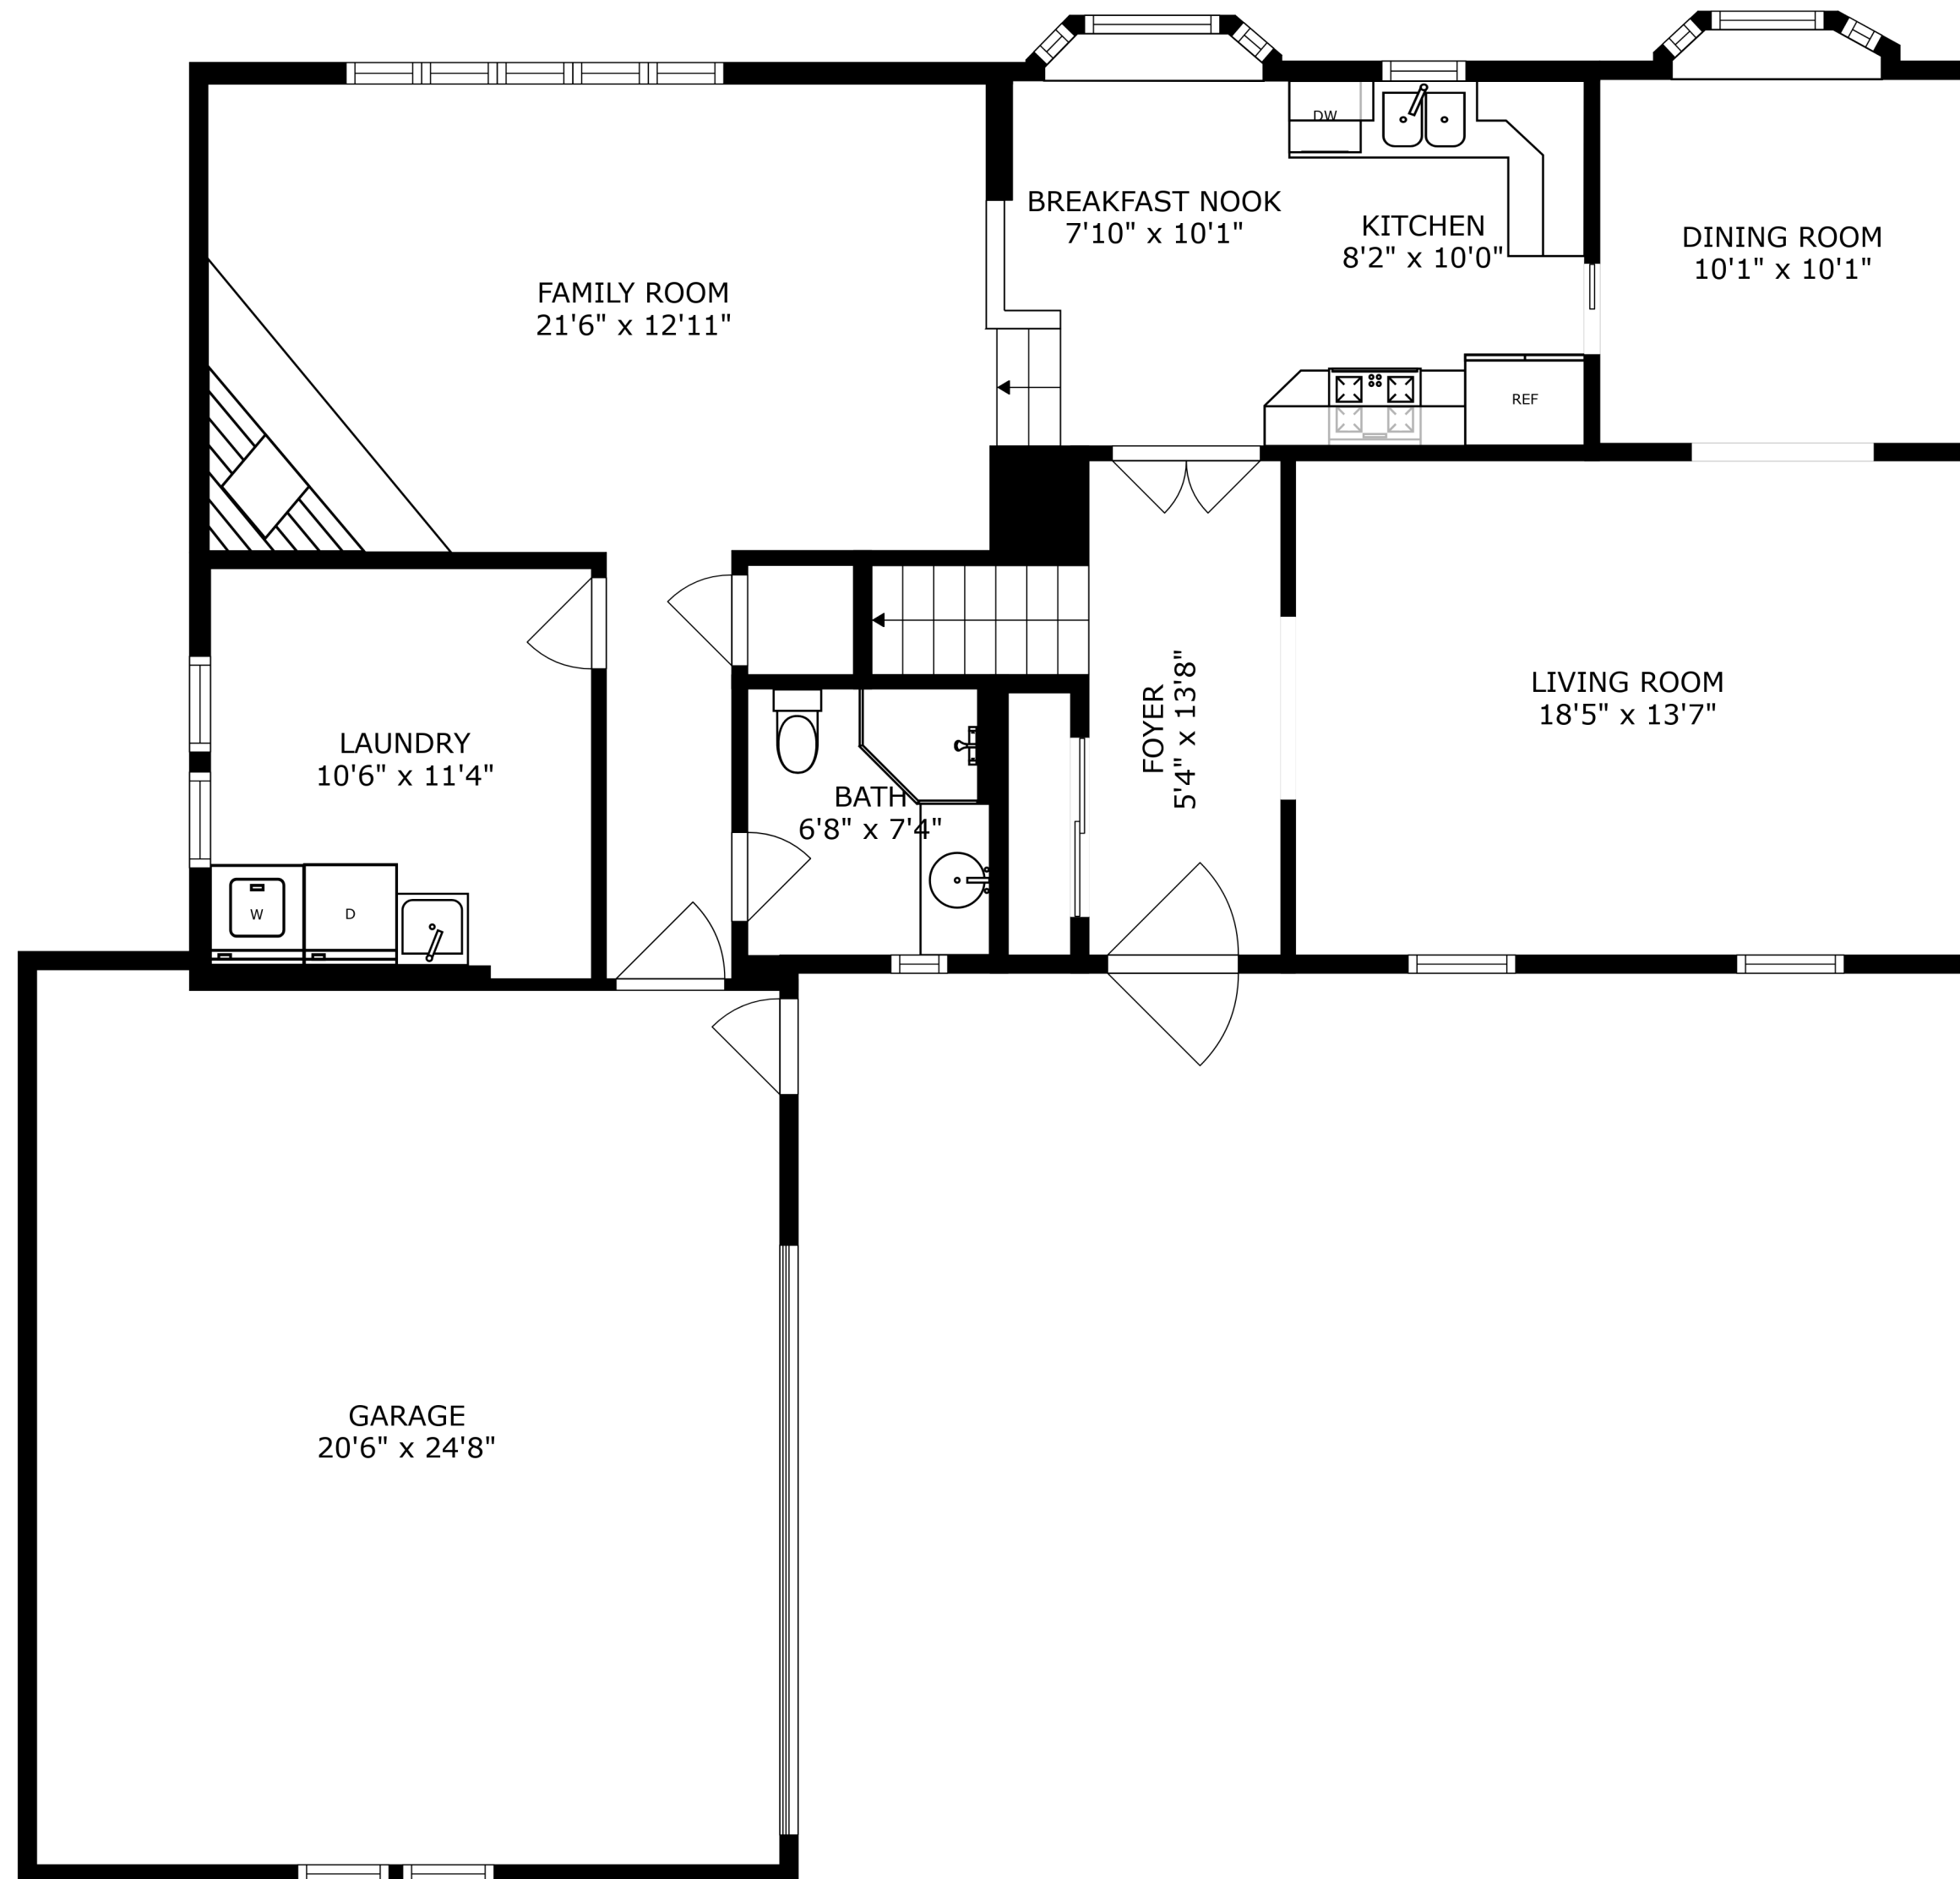 DW
BREAKFAST NOOK
7'10" x 10'1"
KITCHEN
8'2" x 10'0"
DINING ROOM
10'1" x 10'1"
FAMILY ROOM
21'6" x 12'11"
REF
LIVING ROOM
18'5" x 13'7"
FOYER
5'4" x 13'8"
LAUNDRY
10'6" x 11'4"
BATH
6'8" x 7'4"
W
D
GARAGE
20'6" x 24'8"